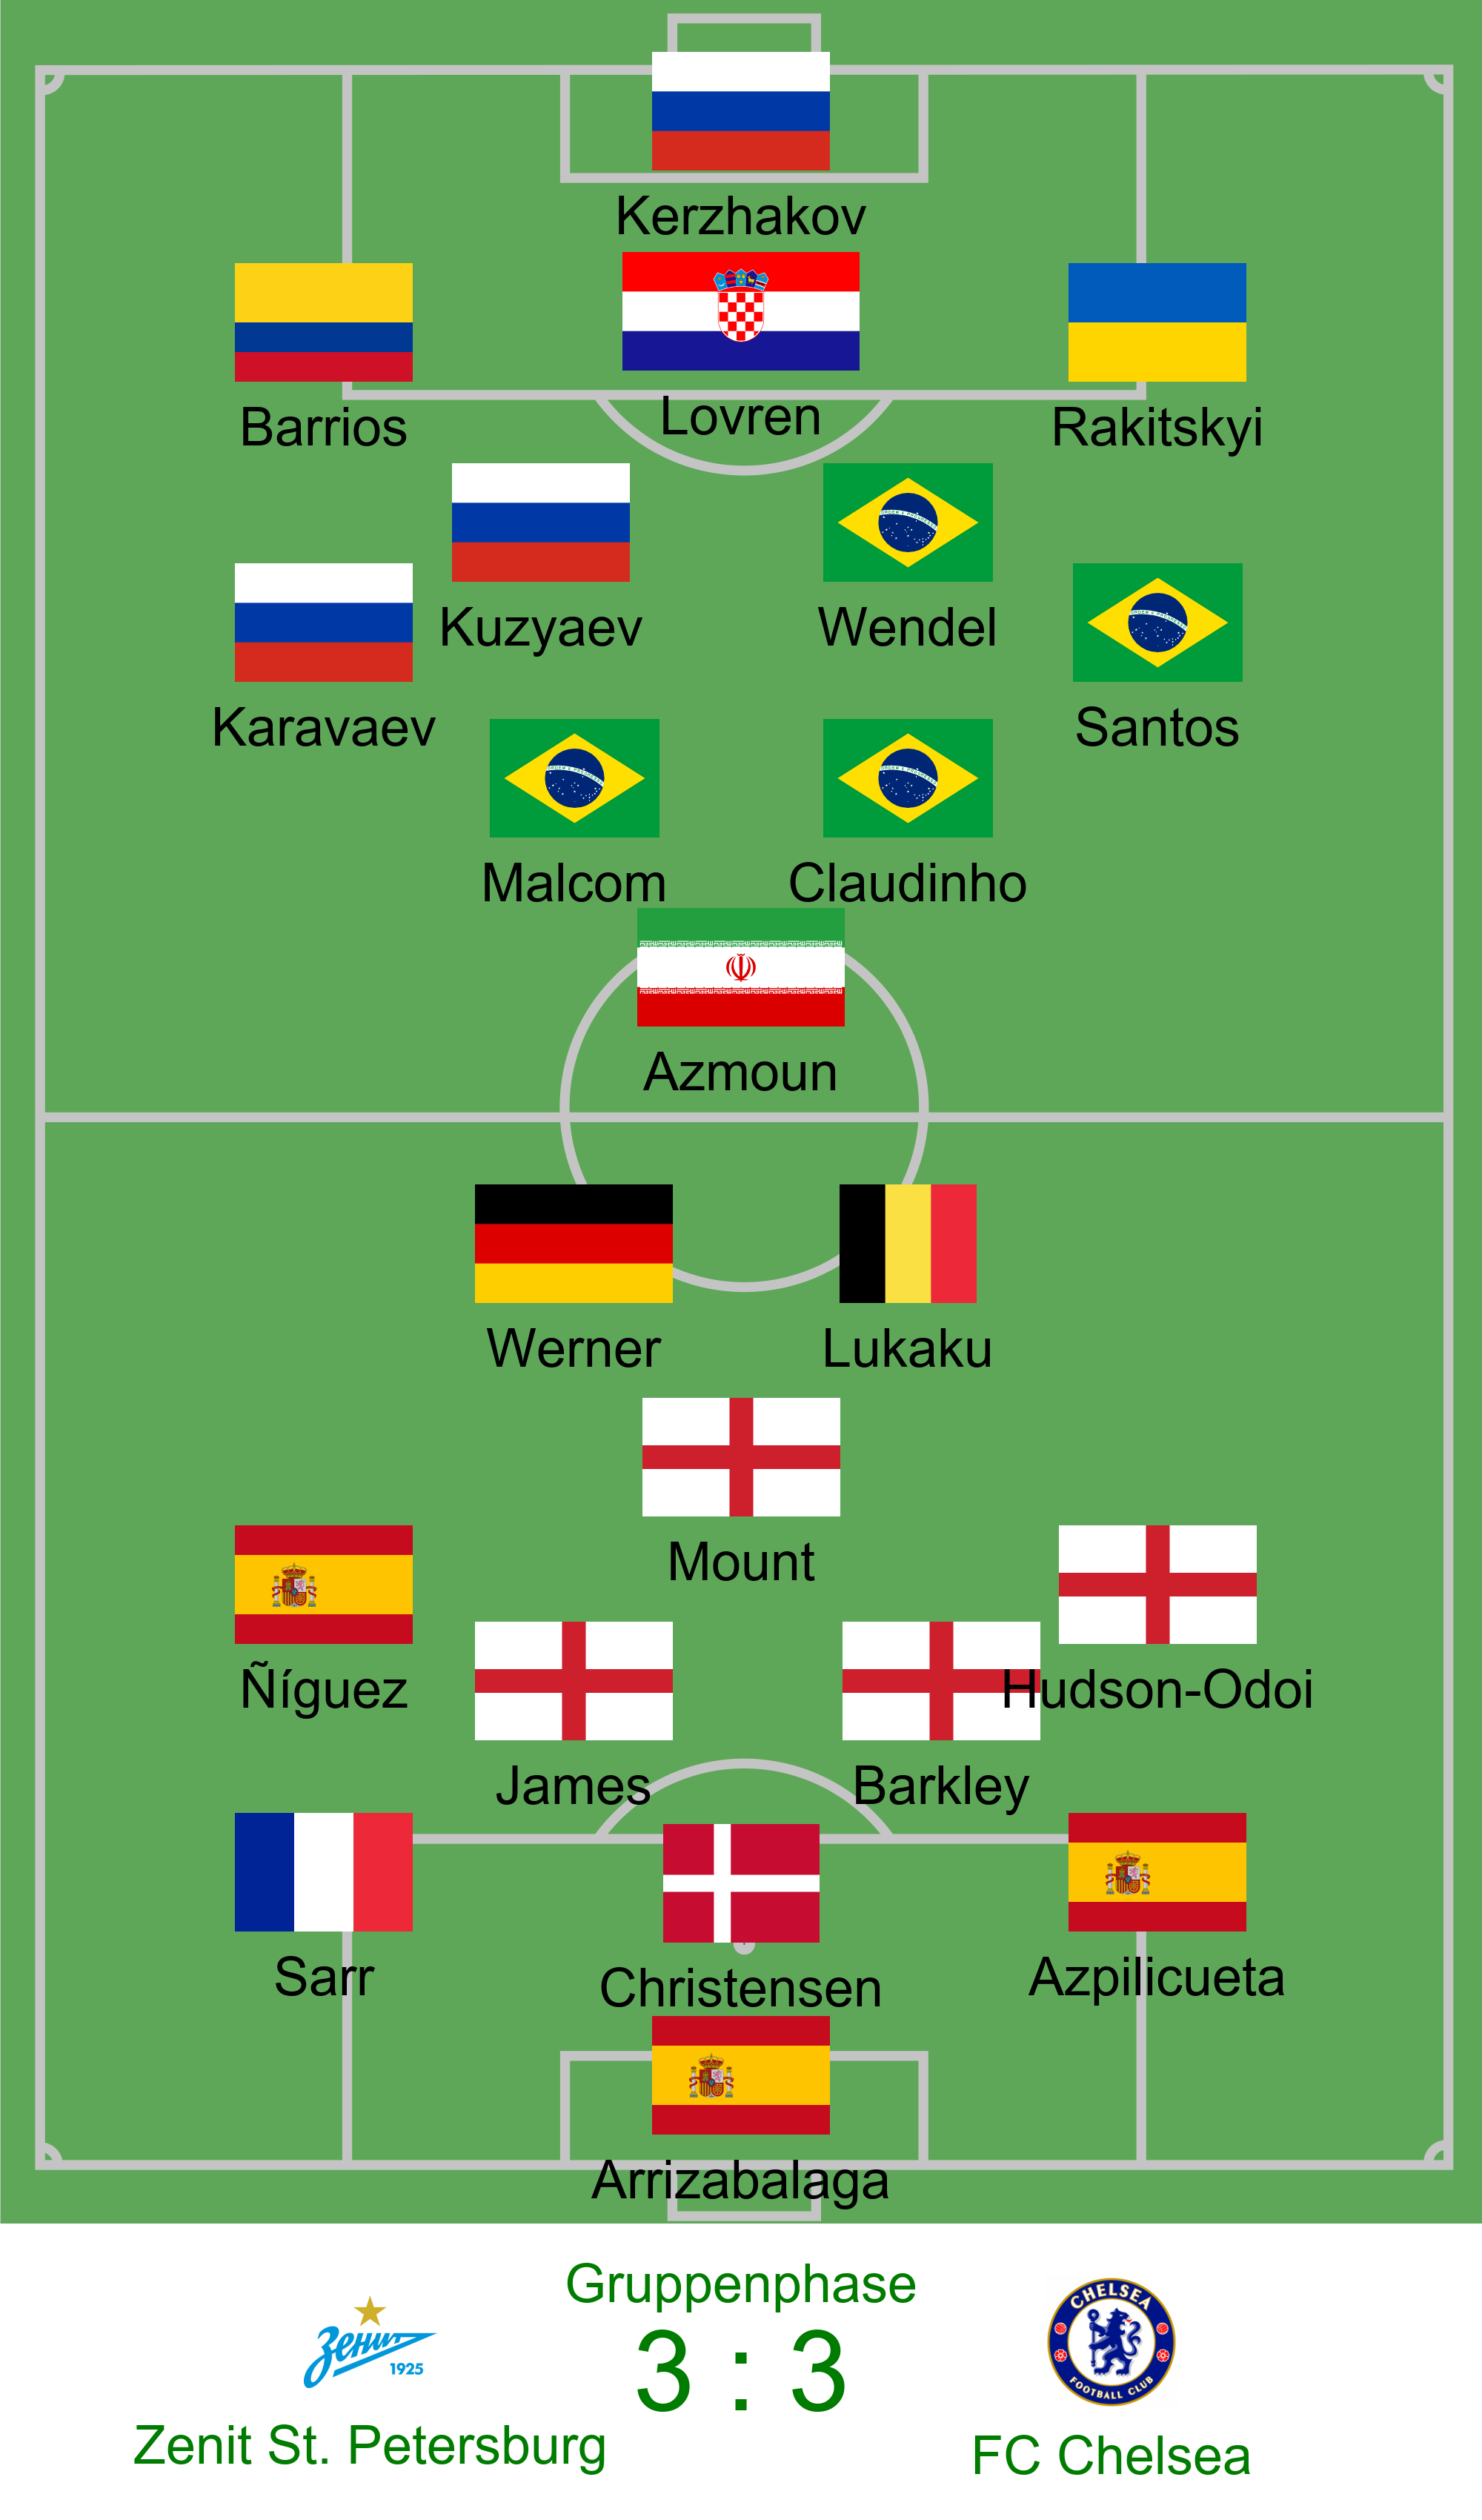 Kerzhakov
Barrios
Lovren
Rakitskyi
Kuzyaev
Wendel
Karavaev
Santos
Malcom
Claudinho
Azmoun
Werner
Lukaku
Mount
Ñíguez
Hudson-Odoi
James
Barkley
Sarr
Christensen
Azpilicueta
Arrizabalaga
Gruppenphase
3 : 3
Зенит
1925
CHELSEA
FOOTBALL CLUB
Zenit St. Petersburg
FC Chelsea